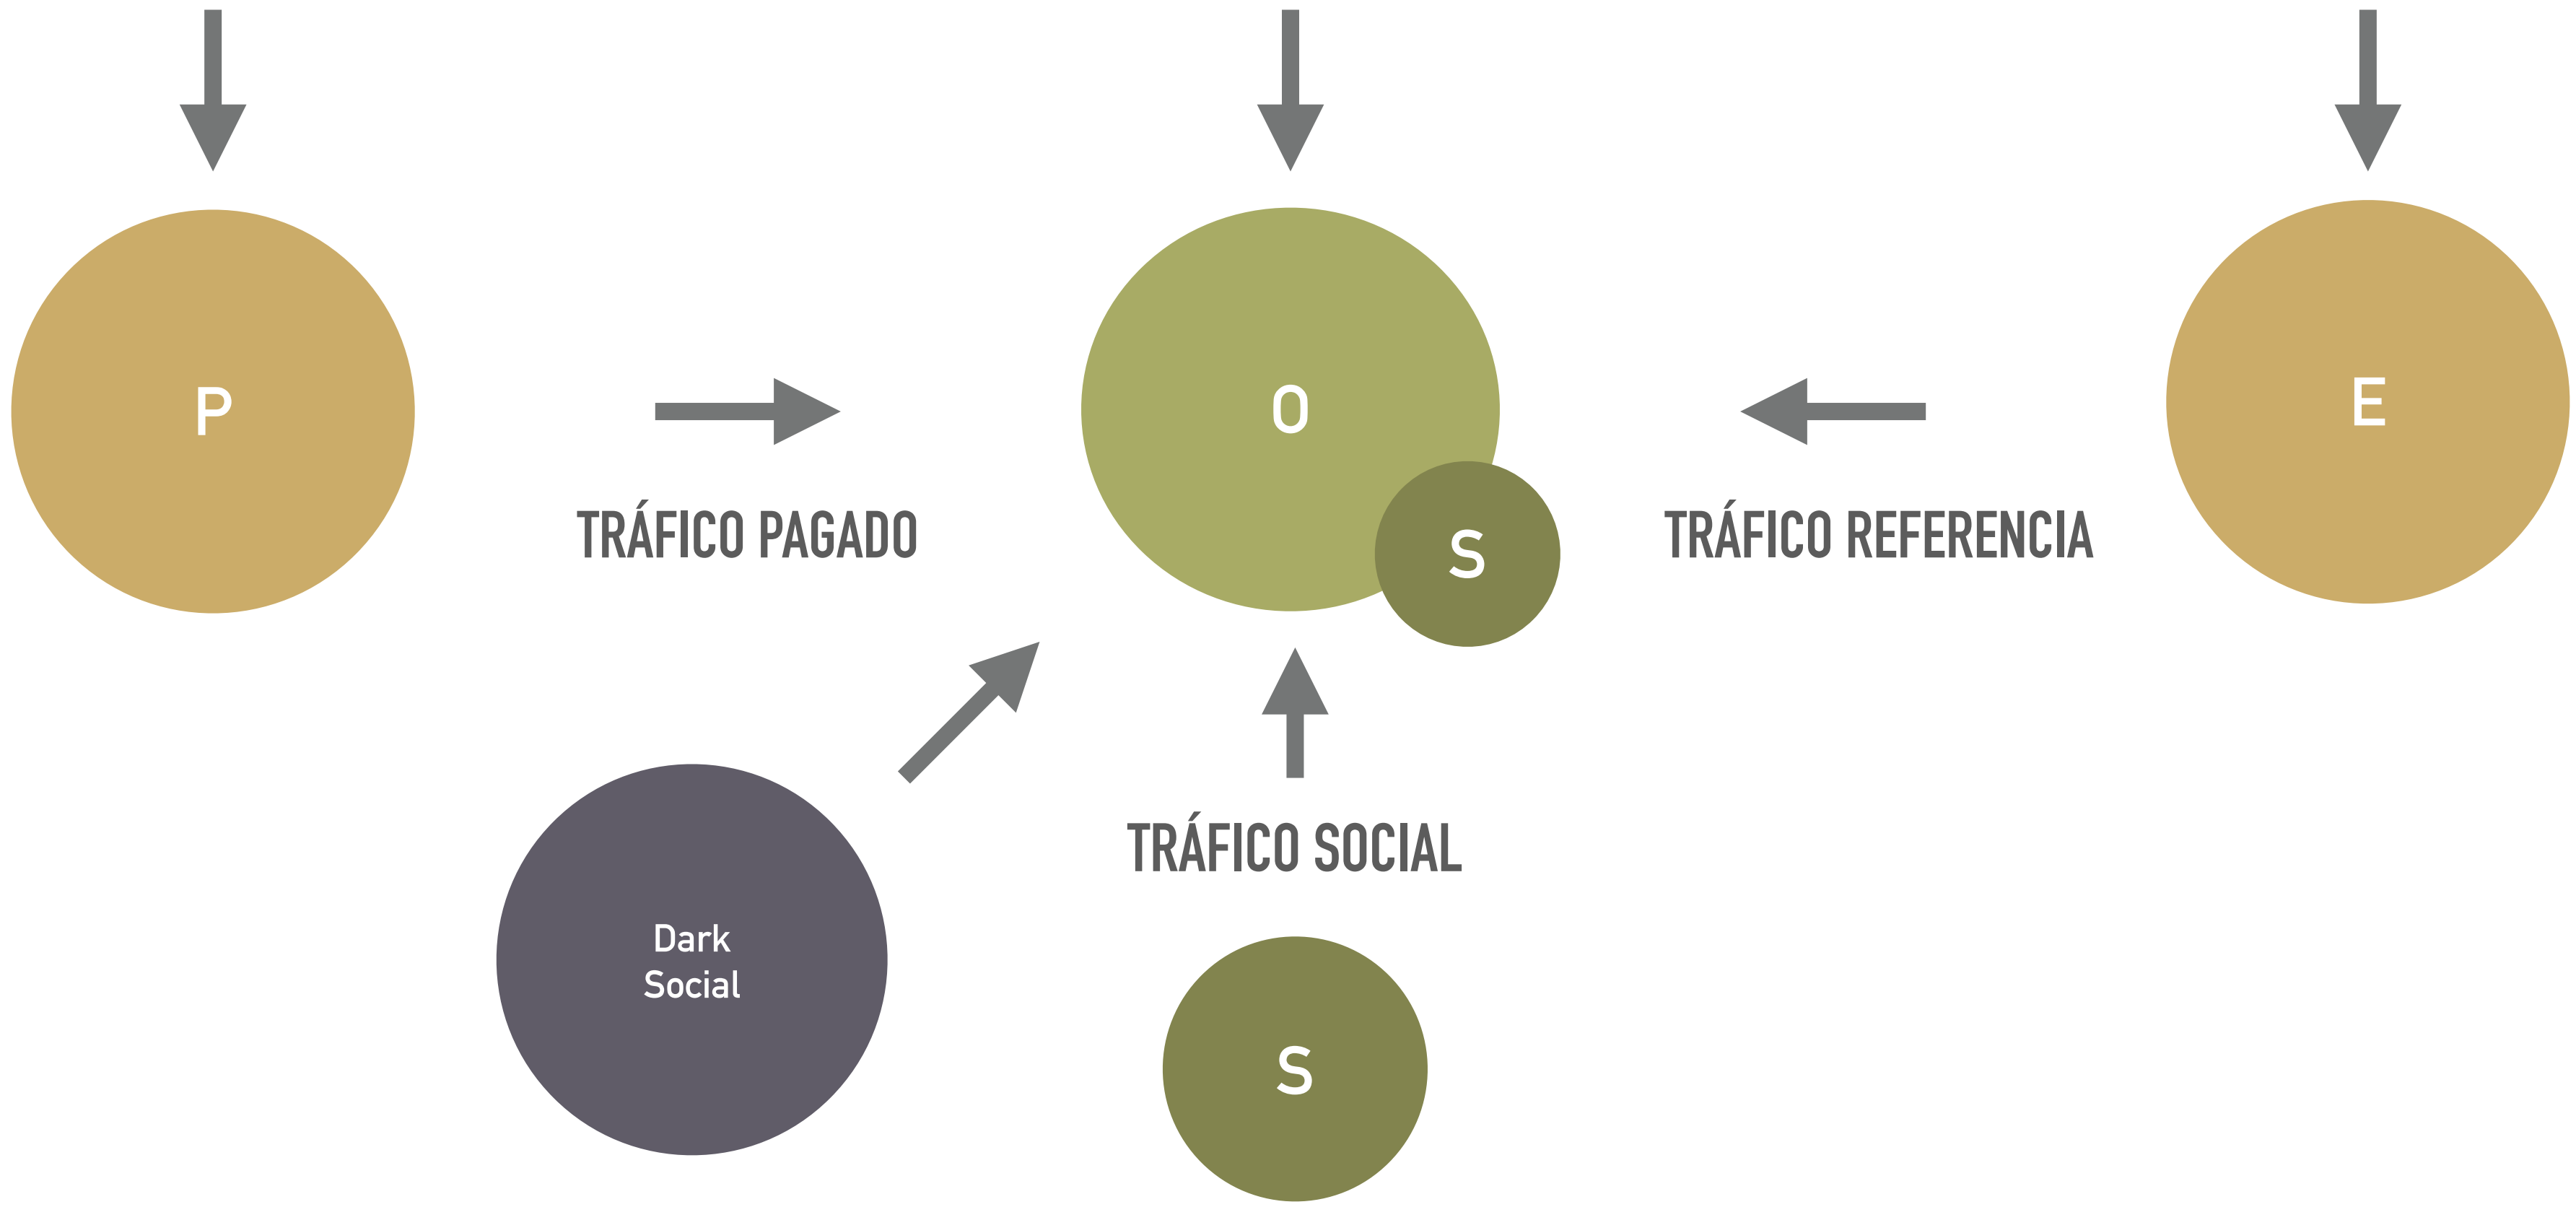 P
O
E
S
TRÁFICO PAGADO
TRÁFICO REFERENCIA
TRÁFICO SOCIAL
Dark
Social
S